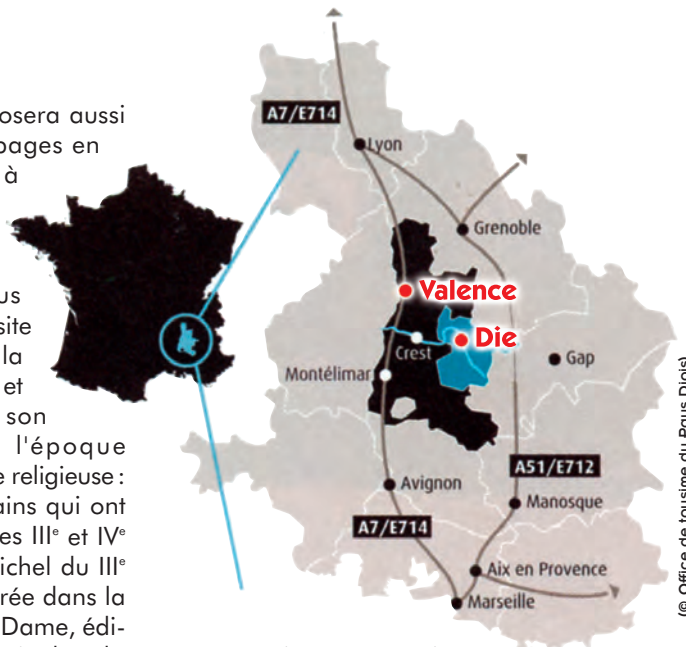 osera aussi
pages en
à
us
site
la
et
son
l'époque
e religieuse :
ains qui ont
es IIIᵉ et IVᵉ
ichel du IIIᵉ
rée dans la
Dame, édi-
A7/E714
Lyon
Grenoble
Valence
Die
Crest
Gap
Montélimar
A51/E712
Avignon
Manosque
A7/E714
Aix en Provence
Marseille
(© Office de tousime du Pays Diois)